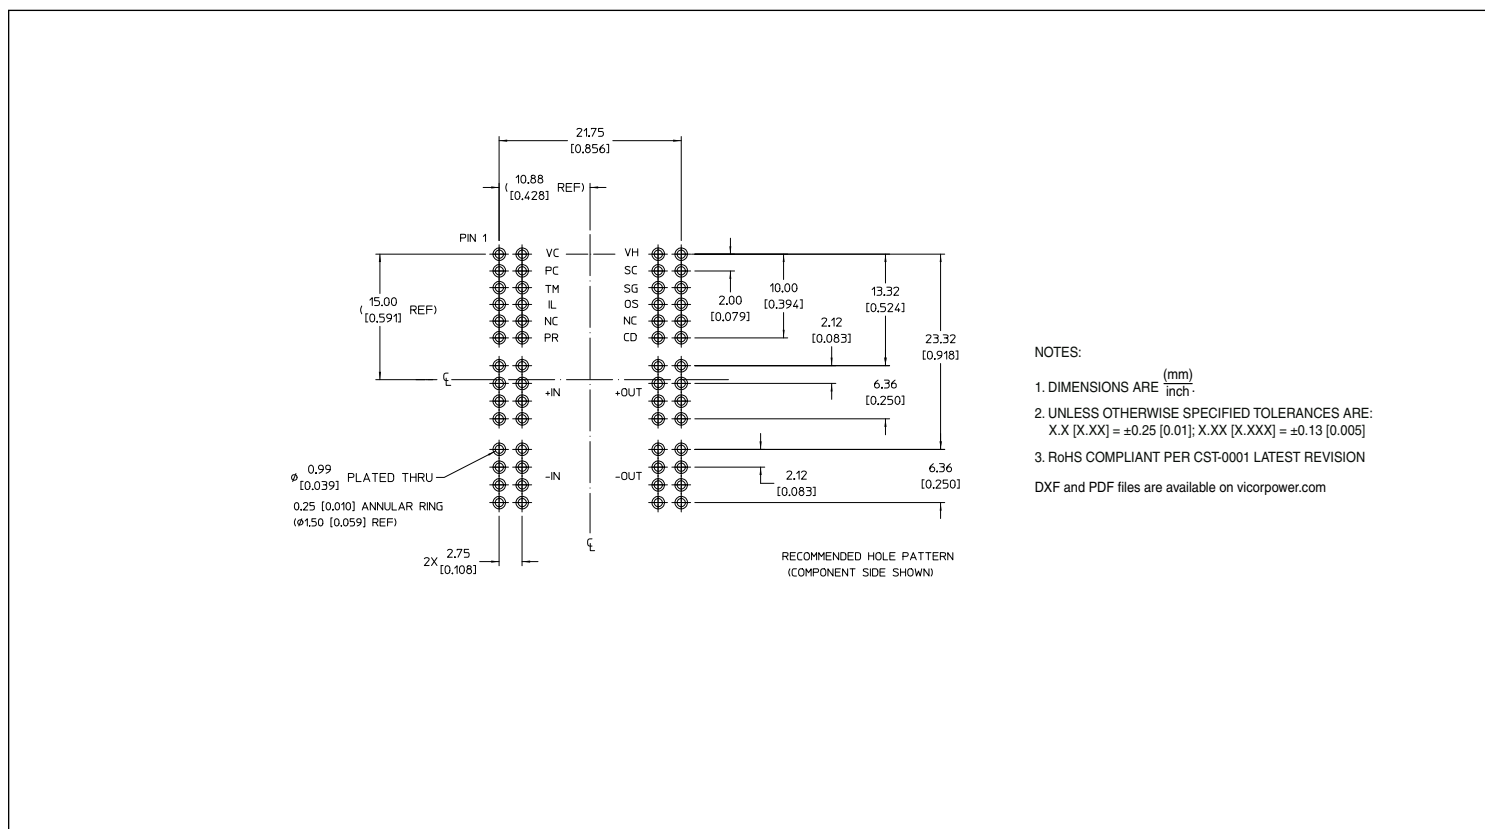 21.75
[0.856]
10.88
( [0.428] REF)
PIN 1
VC VH
PC SC
TM SG
IL OS
NC NC
PR CD
15.00
( [0.591] REF)
2.00
[0.079]
10.00
[0.394]
13.32
[0.524]
2.12
[0.083]
23.32
[0.918]
℄
+IN +OUT
6.36
[0.250]
Ø 0.99
[0.039] PLATED THRU
0.25 [0.010] ANNULAR RING
(Ø1.50 [0.059] REF)
-IN -OUT
2.12
[0.083]
6.36
[0.250]
℄
2X 2.75
[0.108]
RECOMMENDED HOLE PATTERN
(COMPONENT SIDE SHOWN)
NOTES:
1. DIMENSIONS ARE (mm)
inch.
2. UNLESS OTHERWISE SPECIFIED TOLERANCES ARE:
X.X [X.XX] = ±0.25 [0.01]; X.XX [X.XXX] = ±0.13 [0.005]
3. RoHS COMPLIANT PER CST-0001 LATEST REVISION
DXF and PDF files are available on vicorpower.com